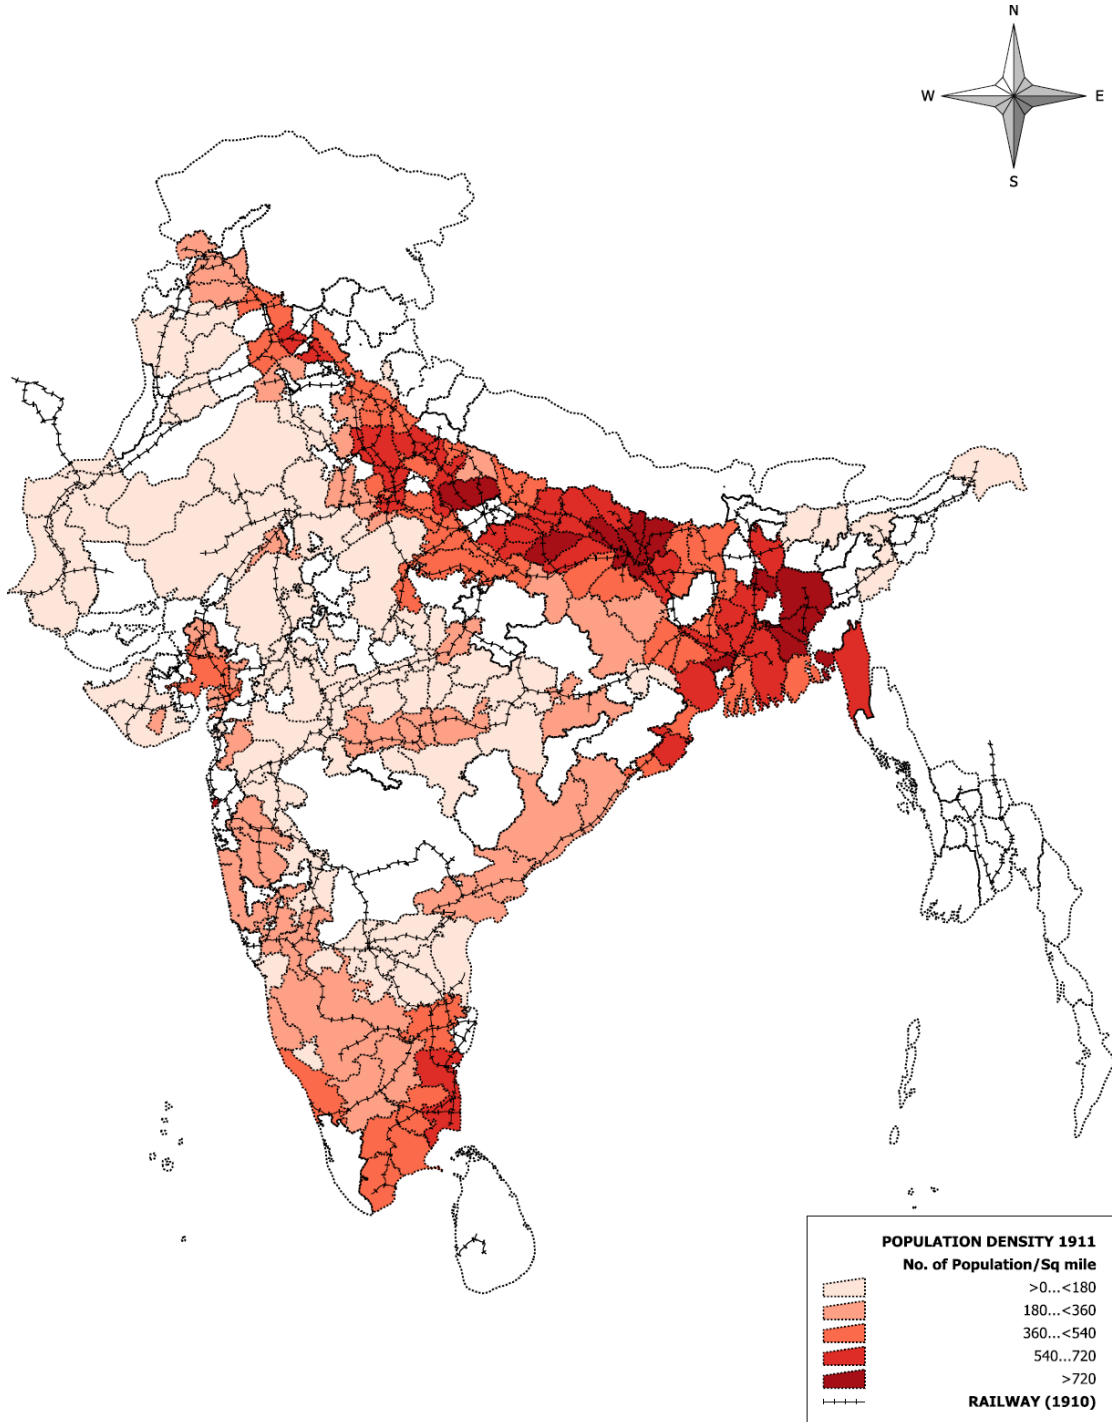 N
W
E
S
POPULATION DENSITY 1911
No. of Population/Sq mile
>0...<180
180...<360
360...<540
540...720
>720
RAILWAY (1910)